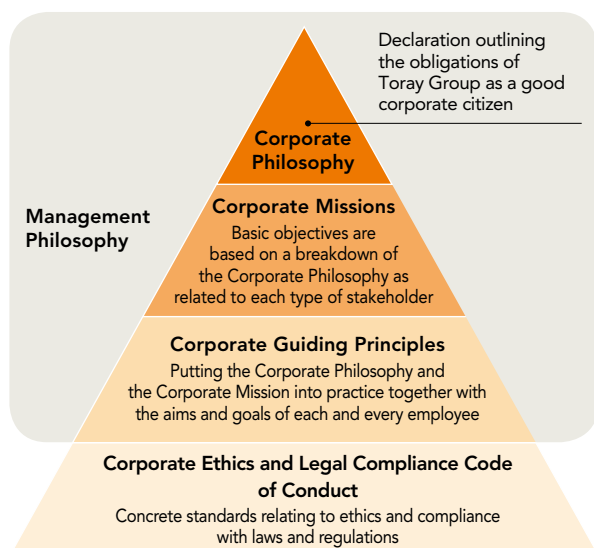 Declaration outlining
the obligations of
Toray Group as a good
corporate citizen
Corporate
Philosophy
Management
Philosophy
Corporate Missions
Basic objectives are
based on a breakdown of
the Corporate Philosophy as
related to each type of stakeholder
Corporate Guiding Principles
Putting the Corporate Philosophy and
the Corporate Mission into practice together with
the aims and goals of each and every employee
Corporate Ethics and Legal Compliance Code
of Conduct
Concrete standards relating to ethics and compliance
with laws and regulations